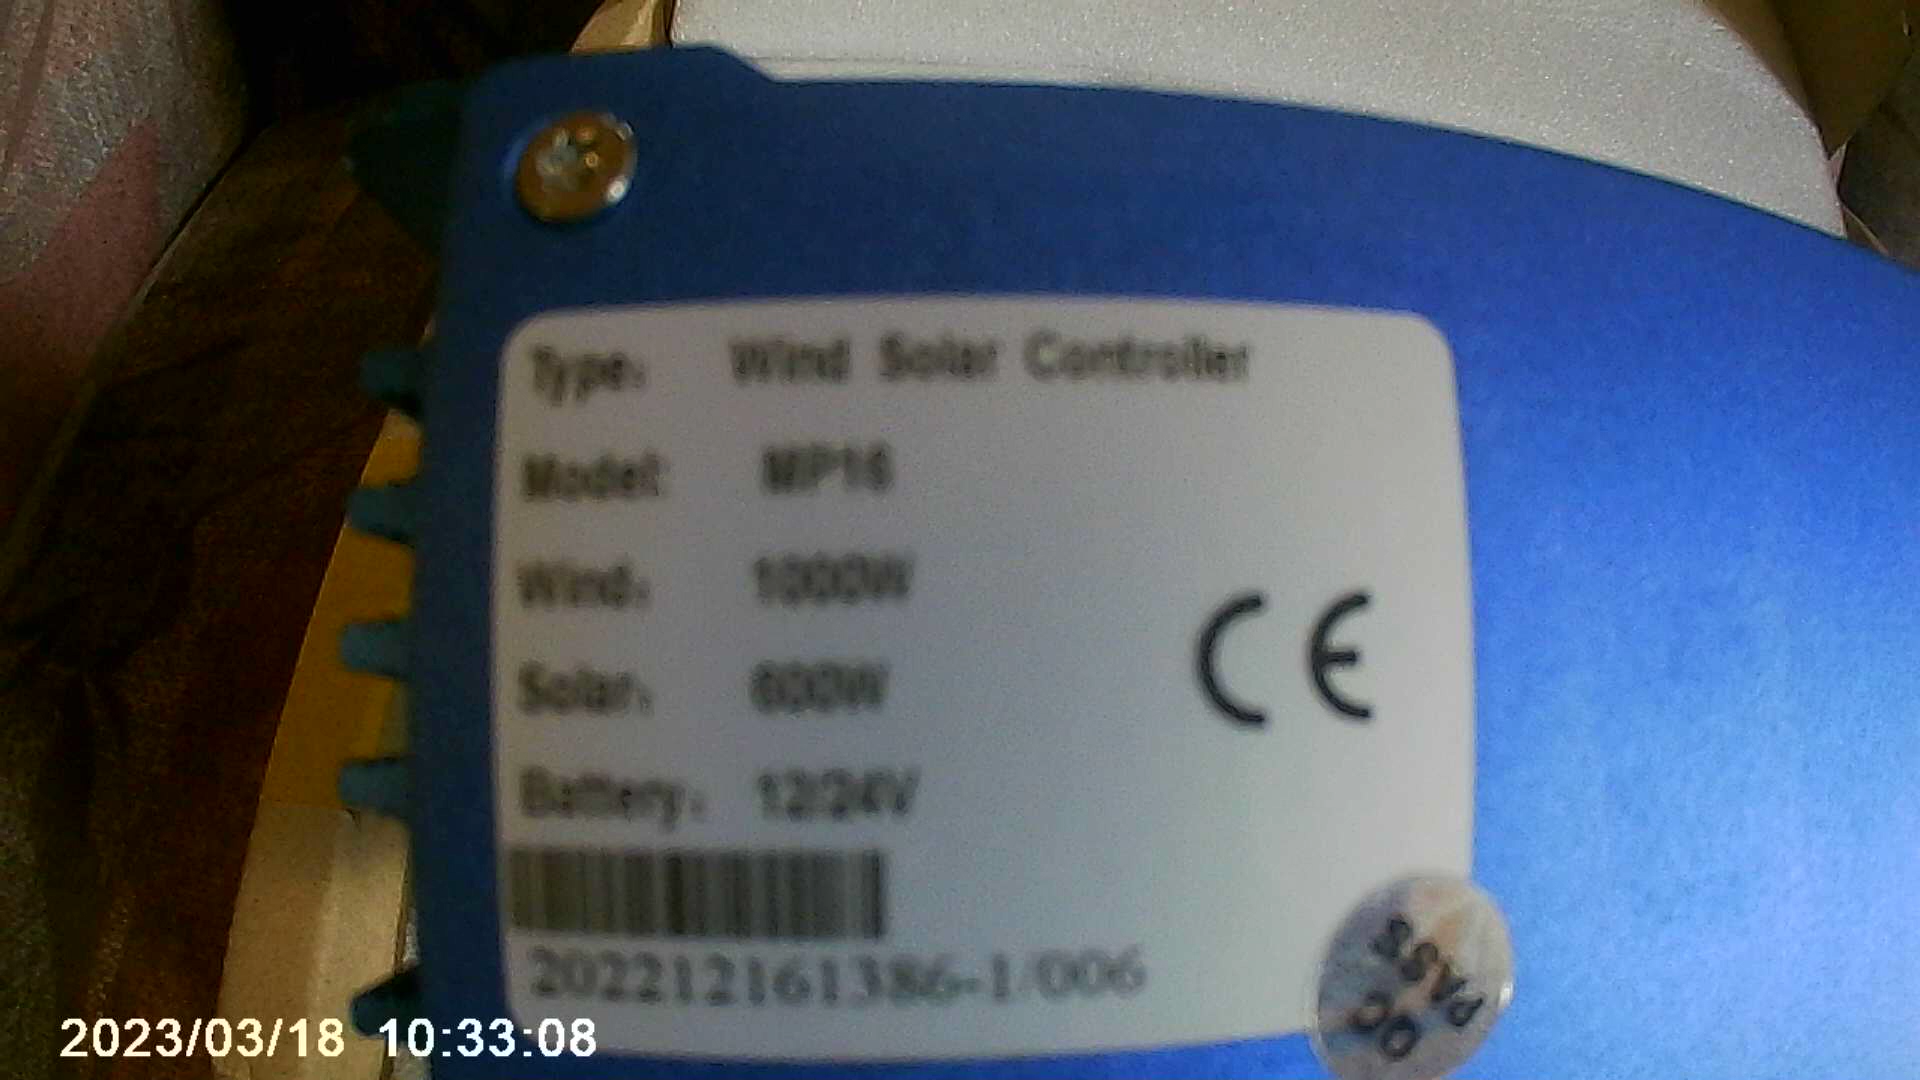 Type: Wind Solar Controller
Model: MP16
Wind: 1000W
Solar: 600W
Battery: 12/24V
CE
202212161386-1/006
QC
PASS
2023/03/18 10:33:08